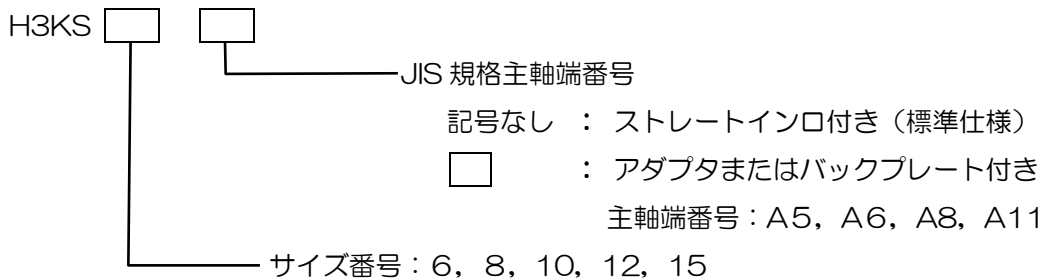 H3KS □ □
JIS 規格主軸端番号
記号なし : ストレートインロ付き（標準仕様）
□ : アダプタまたはバックプレート付き
主軸端番号：A5，A6，A8，A11
サイズ番号：6，8，10，12，15